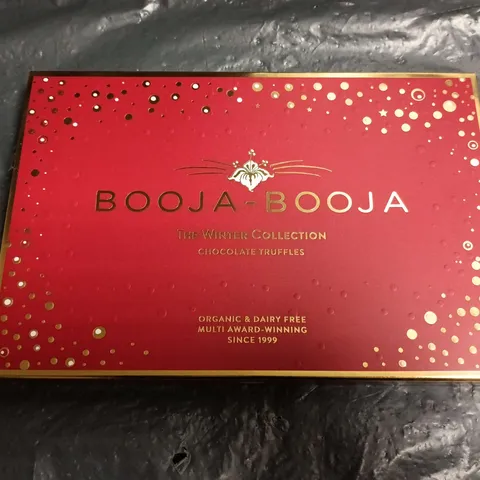 BOOJA-BOOJA
THE WINTER COLLECTION
CHOCOLATE TRUFFLES
ORGANIC & DAIRY FREE
MULTI AWARD-WINNING
SINCE 1999